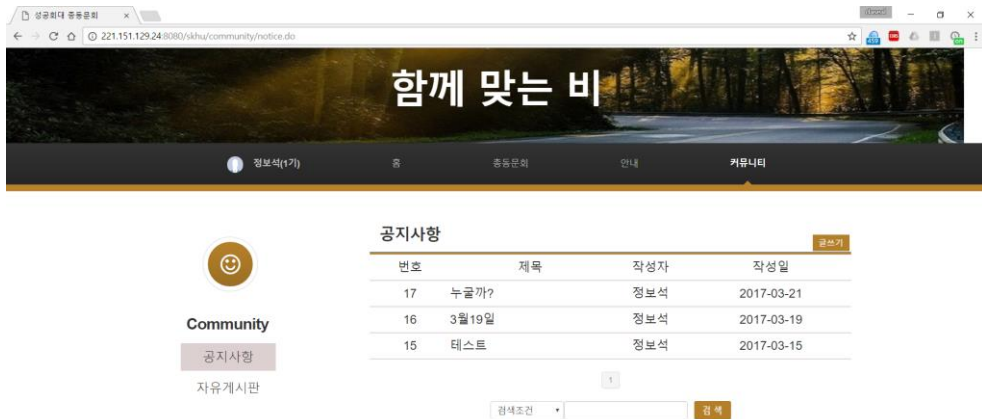 성공회대 총동문회
221.151.129.24:8080/skhu/community/notice.do
함께 맞는 비
정보석(1기) 홈 총동문회 안내 커뮤니티
공지사항
글쓰기
번호 제목 작성자 작성일
17 누굴까? 정보석 2017-03-21
16 3월19일 정보석 2017-03-19
15 테스트 정보석 2017-03-15
Community
공지사항
자유게시판
1
검색조건 검색